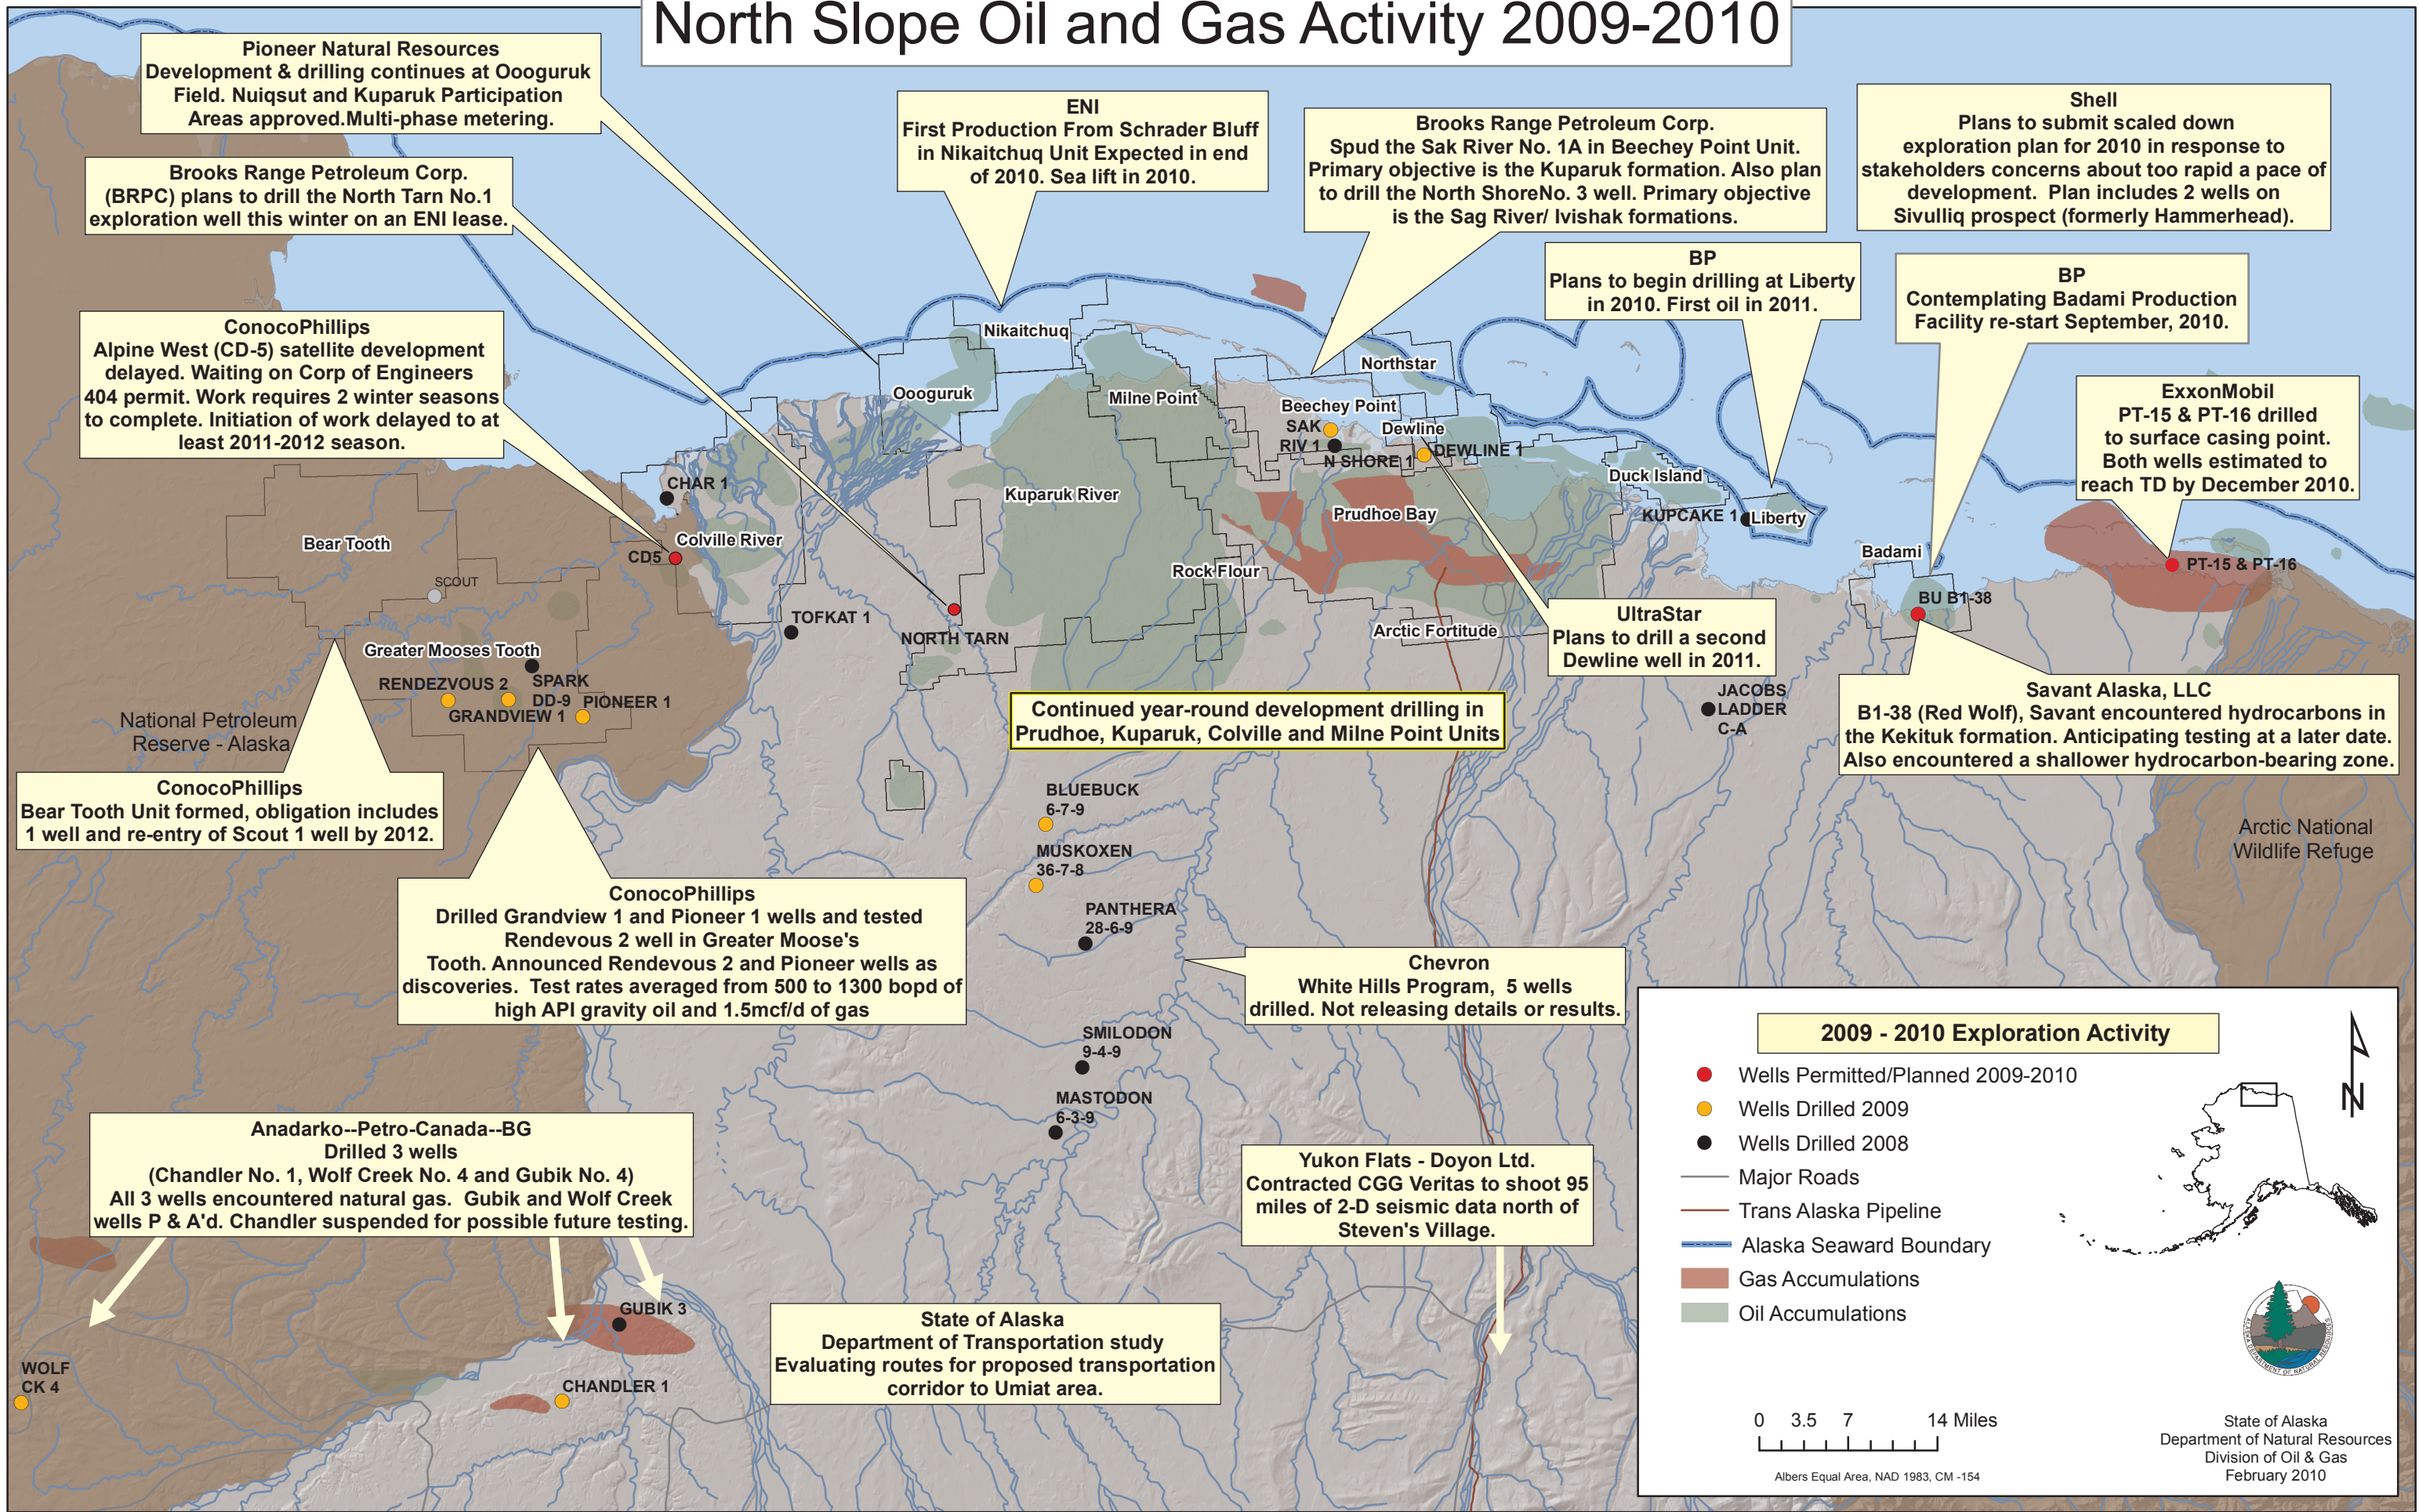 North Slope Oil and Gas Activity 2009-2010
Pioneer Natural Resources
Development & drilling continues at Oooguruk
Field. Nuiqsut and Kuparuk Participation
Areas approved.Multi-phase metering.
Brooks Range Petroleum Corp.
(BRPC) plans to drill the North Tarn No.1
exploration well this winter on an ENI lease.
ConocoPhillips
Alpine West (CD-5) satellite development
delayed. Waiting on Corp of Engineers
404 permit. Work requires 2 winter seasons
to complete. Initiation of work delayed to at
least 2011-2012 season.
ENI
First Production From Schrader Bluff
in Nikaitchuq Unit Expected in end
of 2010. Sea lift in 2010.
Brooks Range Petroleum Corp.
Spud the Sak River No. 1A in Beechey Point Unit.
Primary objective is the Kuparuk formation. Also plan
to drill the North ShoreNo. 3 well. Primary objective
is the Sag River/ Ivishak formations.
Shell
Plans to submit scaled down
exploration plan for 2010 in response to
stakeholders concerns about too rapid a pace of
development. Plan includes 2 wells on
Sivulliq prospect (formerly Hammerhead).
BP
Plans to begin drilling at Liberty
in 2010. First oil in 2011.
BP
Contemplating Badami Production
Facility re-start September, 2010.
ExxonMobil
PT-15 & PT-16 drilled
to surface casing point.
Both wells estimated to
reach TD by December 2010.
Nikaitchuq
Oooguruk
Milne Point
Northstar
Beechey Point
SAK
RIV 1
Dewline
N SHORE 1
DEWLINE 1
Duck Island
CHAR 1
Kuparuk River
Prudhoe Bay
KUPCAKE 1
Liberty
Bear Tooth
CD5
Colville River
Badami
PT-15 & PT-16
SCOUT
Rock Flour
BU B1-38
TOFKAT 1
NORTH TARN
Arctic Fortitude
Greater Mooses Tooth
RENDEZVOUS 2
SPARK
DD-9
PIONEER 1
GRANDVIEW 1
National Petroleum
Reserve - Alaska
UltraStar
Plans to drill a second
Dewline well in 2011.
JACOBS
LADDER
C-A
Continued year-round development drilling in
Prudhoe, Kuparuk, Colville and Milne Point Units
Savant Alaska, LLC
B1-38 (Red Wolf), Savant encountered hydrocarbons in
the Kekituk formation. Anticipating testing at a later date.
Also encountered a shallower hydrocarbon-bearing zone.
ConocoPhillips
Bear Tooth Unit formed, obligation includes
1 well and re-entry of Scout 1 well by 2012.
BLUEBUCK
6-7-9
MUSKOXEN
36-7-8
PANTHERA
28-6-9
Arctic National
Wildlife Refuge
ConocoPhillips
Drilled Grandview 1 and Pioneer 1 wells and tested
Rendevous 2 well in Greater Moose's
Tooth. Announced Rendevous 2 and Pioneer wells as
discoveries. Test rates averaged from 500 to 1300 bopd of
high API gravity oil and 1.5mcf/d of gas
Chevron
White Hills Program, 5 wells
drilled. Not releasing details or results.
SMILODON
9-4-9
MASTODON
6-3-9
Anadarko--Petro-Canada--BG
Drilled 3 wells
(Chandler No. 1, Wolf Creek No. 4 and Gubik No. 4)
All 3 wells encountered natural gas. Gubik and Wolf Creek
wells P & A'd. Chandler suspended for possible future testing.
Yukon Flats - Doyon Ltd.
Contracted CGG Veritas to shoot 95
miles of 2-D seismic data north of
Steven's Village.
GUBIK 3
State of Alaska
Department of Transportation study
Evaluating routes for proposed transportation
corridor to Umiat area.
WOLF
CK 4
CHANDLER 1
2009 - 2010 Exploration Activity
Wells Permitted/Planned 2009-2010
Wells Drilled 2009
Wells Drilled 2008
Major Roads
Trans Alaska Pipeline
Alaska Seaward Boundary
Gas Accumulations
Oil Accumulations
N
ALASKA DEPARTMENT OF NATURAL RESOURCES
0 3.5 7 14 Miles
Albers Equal Area, NAD 1983, CM -154
State of Alaska
Department of Natural Resources
Division of Oil & Gas
February 2010